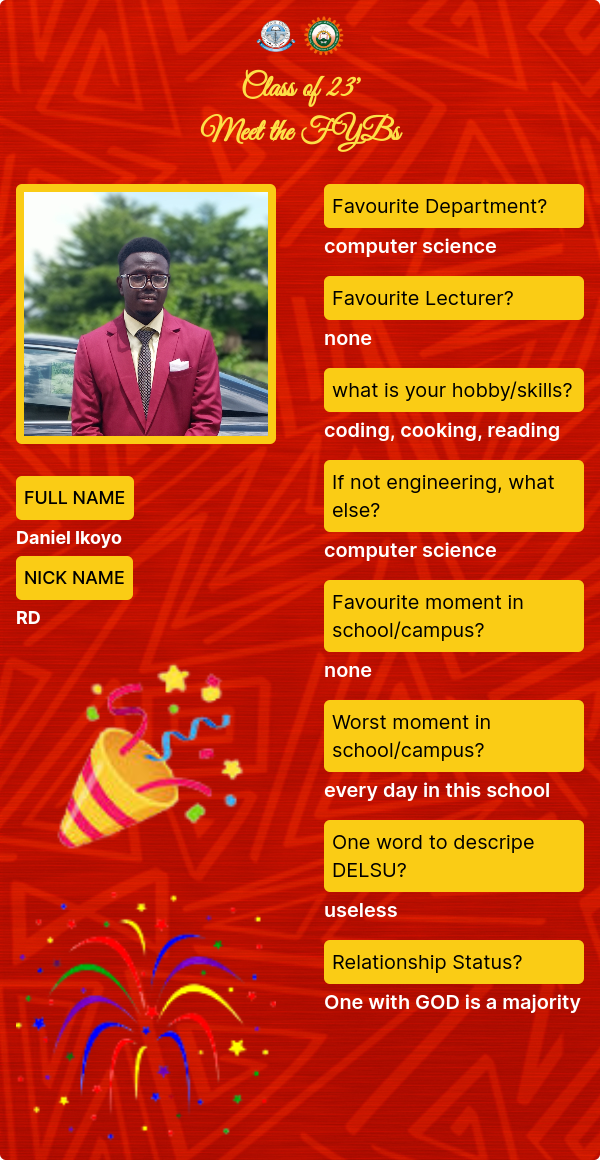 Class of 23'
Meet the FYBs
FULL NAME
Daniel Ikoyo
NICK NAME
RD
Favourite Department?
computer science
Favourite Lecturer?
none
what is your hobby/skills?
coding, cooking, reading
If not engineering, what
else?
computer science
Favourite moment in
school/campus?
none
Worst moment in
school/campus?
every day in this school
One word to descripe
DELSU?
useless
Relationship Status?
One with GOD is a majority